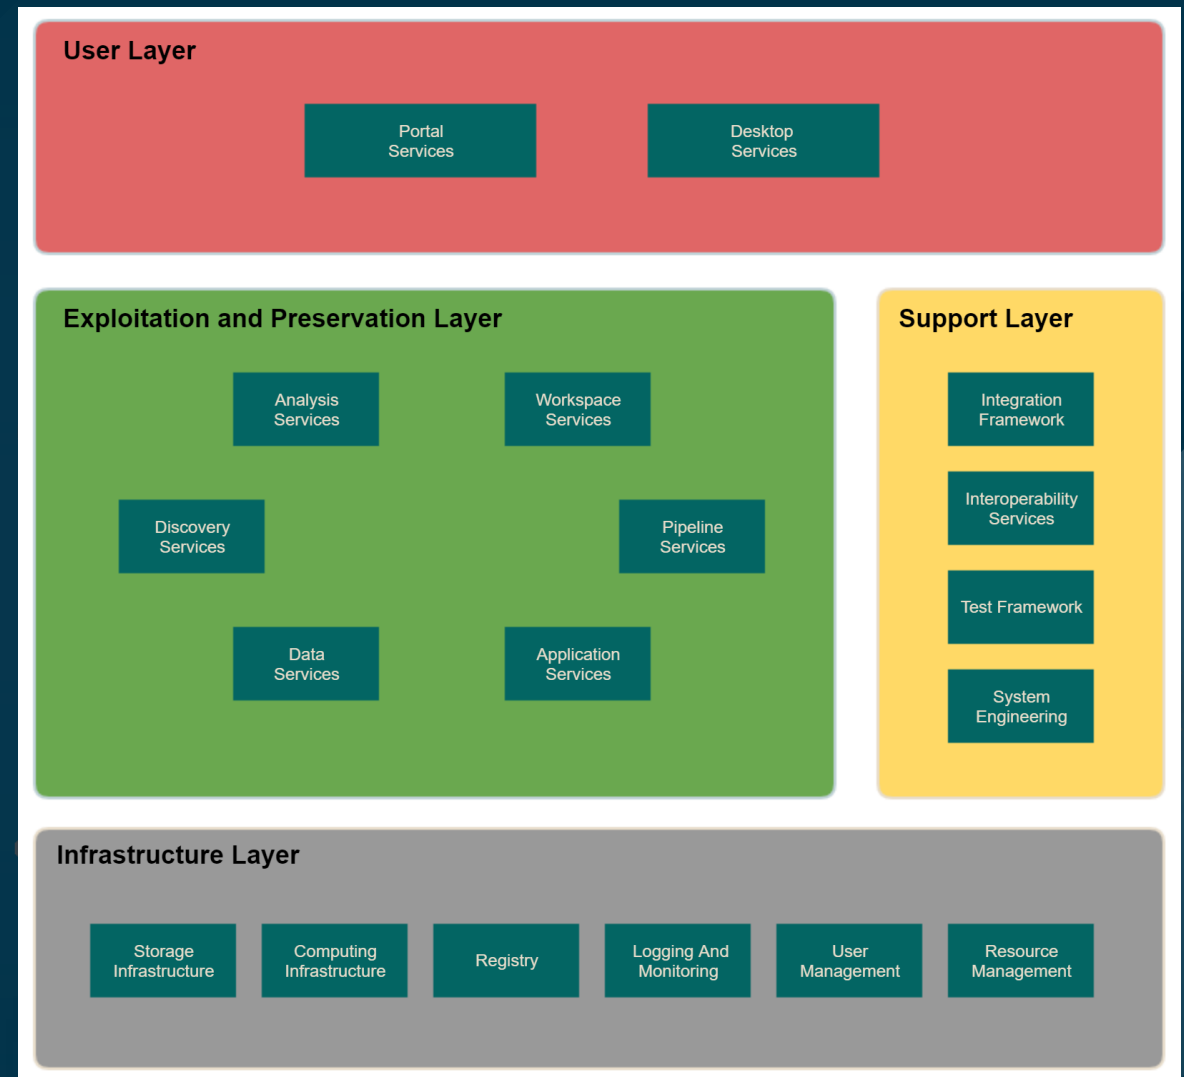 User Layer
Portal
Services
Desktop
Services
Exploitation and Preservation Layer
Analysis
Services
Workspace
Services
Discovery
Services
Pipeline
Services
Data
Services
Application
Services
Support Layer
Integration
Framework
Interoperability
Services
Test Framework
System
Engineering
Infrastructure Layer
Storage
Infrastructure
Computing
Infrastructure
Registry
Logging And
Monitoring
User
Management
Resource
Management